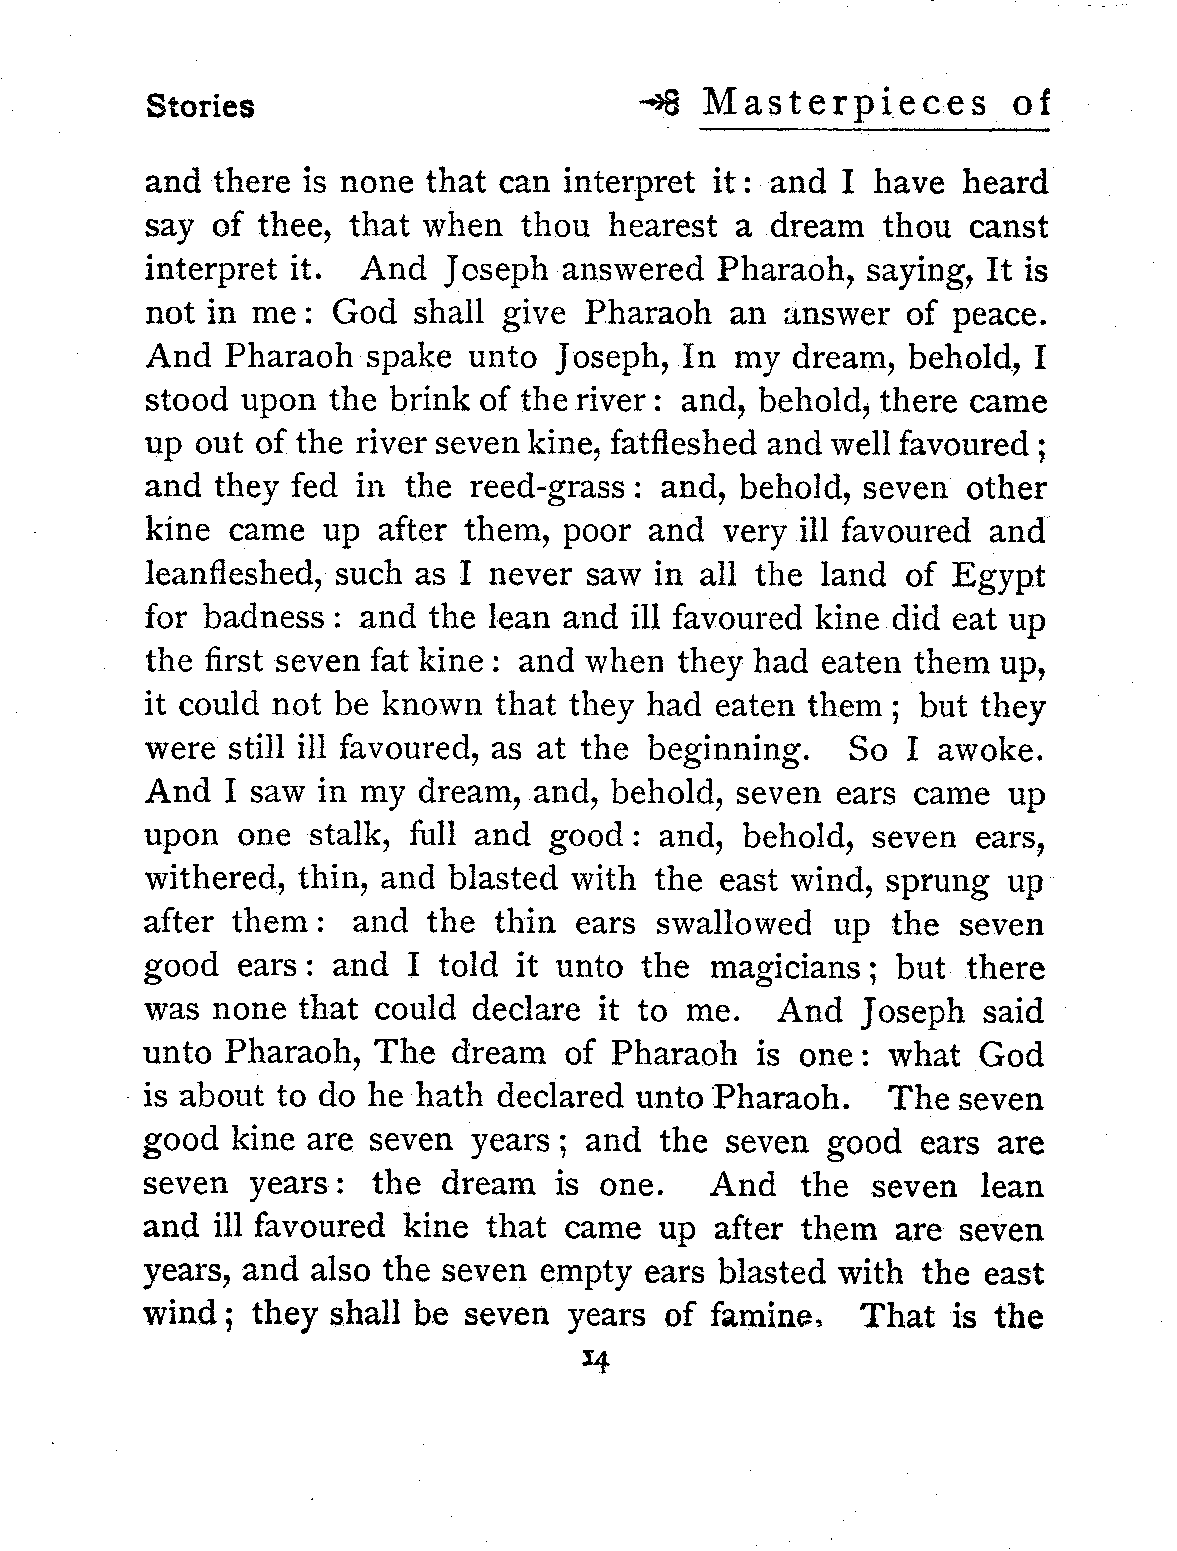 Stories Masterpieces of
and there is none that can interpret it: and I have heard
say of thee, that when thou hearest a dream thou canst
interpret it. And Joseph answered Pharaoh, saying, It is
not in me: God shall give Pharaoh an answer of peace.
And Pharaoh spake unto Joseph, In my dream, behold, I
stood upon the brink of the river: and, behold, there came
up out of the river seven kine, fatfleshed and well favoured;
and they fed in the reed-grass: and, behold, seven other
kine came up after them, poor and very ill favoured and
leanfleshed, such as I never saw in all the land of Egypt
for badness: and the lean and ill favoured kine did eat up
the first seven fat kine: and when they had eaten them up,
it could not be known that they had eaten them; but they
were still ill favoured, as at the beginning. So I awoke.
And I saw in my dream, and, behold, seven ears came up
upon one stalk, full and good: and, behold, seven ears,
withered, thin, and blasted with the east wind, sprung up
after them: and the thin ears swallowed up the seven
good ears: and I told it unto the magicians; but there
was none that could declare it to me. And Joseph said
unto Pharaoh, The dream of Pharaoh is one: what God
is about to do he hath declared unto Pharaoh. The seven
good kine are seven years; and the seven good ears are
seven years: the dream is one. And the seven lean
and ill favoured kine that came up after them are seven
years, and also the seven empty ears blasted with the east
wind; they shall be seven years of famine. That is the
14